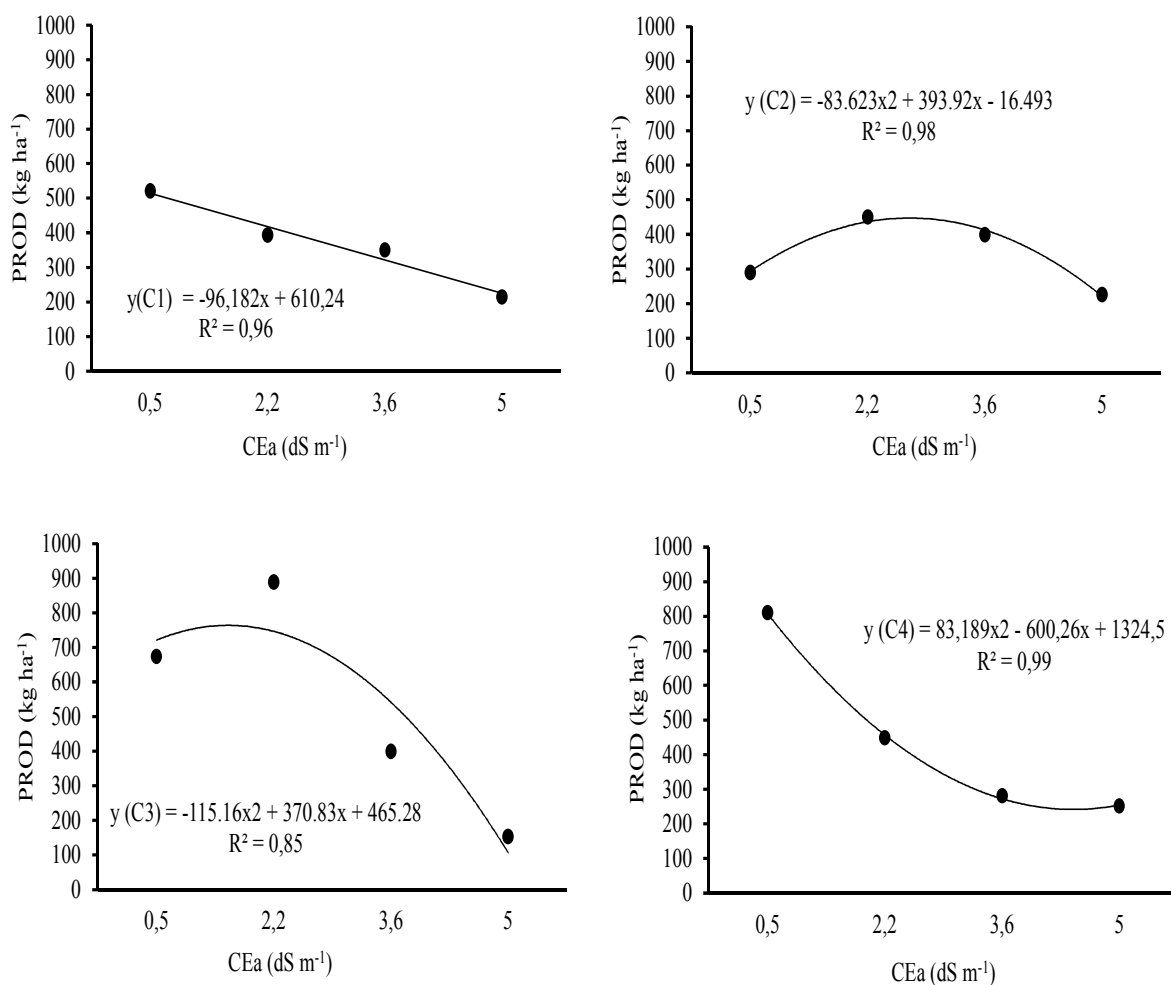 1000
900
800
700
600
500
400
300
200
100
0
PROD (kg ha⁻¹)
y(C1) = -96,182x + 610,24
R² = 0,96
0,5 2,2 3,6 5
CEa (dS m⁻¹)
1000
900
800
700
600
500
400
300
200
100
0
PROD (kg ha⁻¹)
y (C2) = -83.623x2 + 393.92x - 16.493
R² = 0,98
0,5 2,2 3,6 5
CEa (dS m⁻¹)
1000
900
800
700
600
500
400
300
200
100
0
PROD (kg ha⁻¹)
y (C3) = -115.16x2 + 370.83x + 465.28
R² = 0,85
0,5 2,2 3,6 5
CEa (dS m⁻¹)
1000
900
800
700
600
500
400
300
200
100
0
PROD (kg ha⁻¹)
y (C4) = 83,189x2 - 600,26x + 1324,5
R² = 0,99
0,5 2,2 3,6 5
CEa (dS m⁻¹)